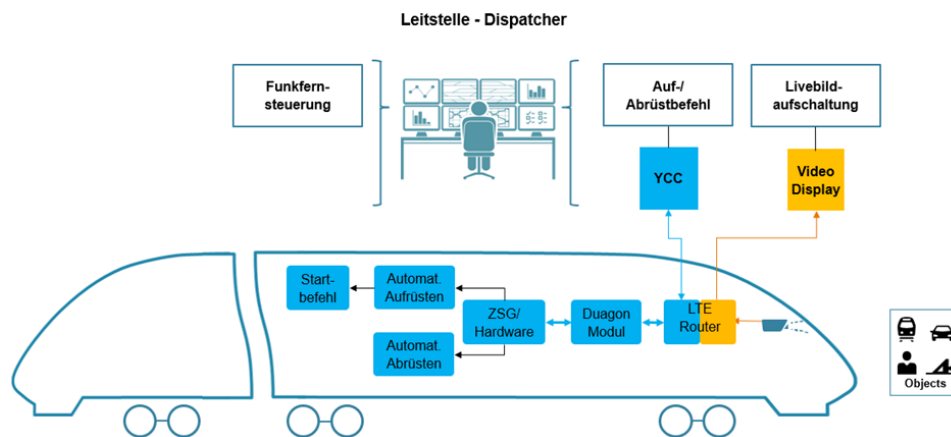 Leitstelle - Dispatcher
Funkfern-
steuerung
Auf-/
Abrüstbefehl
Livebild-
aufschaltung
YCC
Video
Display
Start-
befehl
Automat.
Aufrüsten
ZSG/
Hardware
Duagon
Modul
LTE
Router
Automat.
Abrüsten
Objects